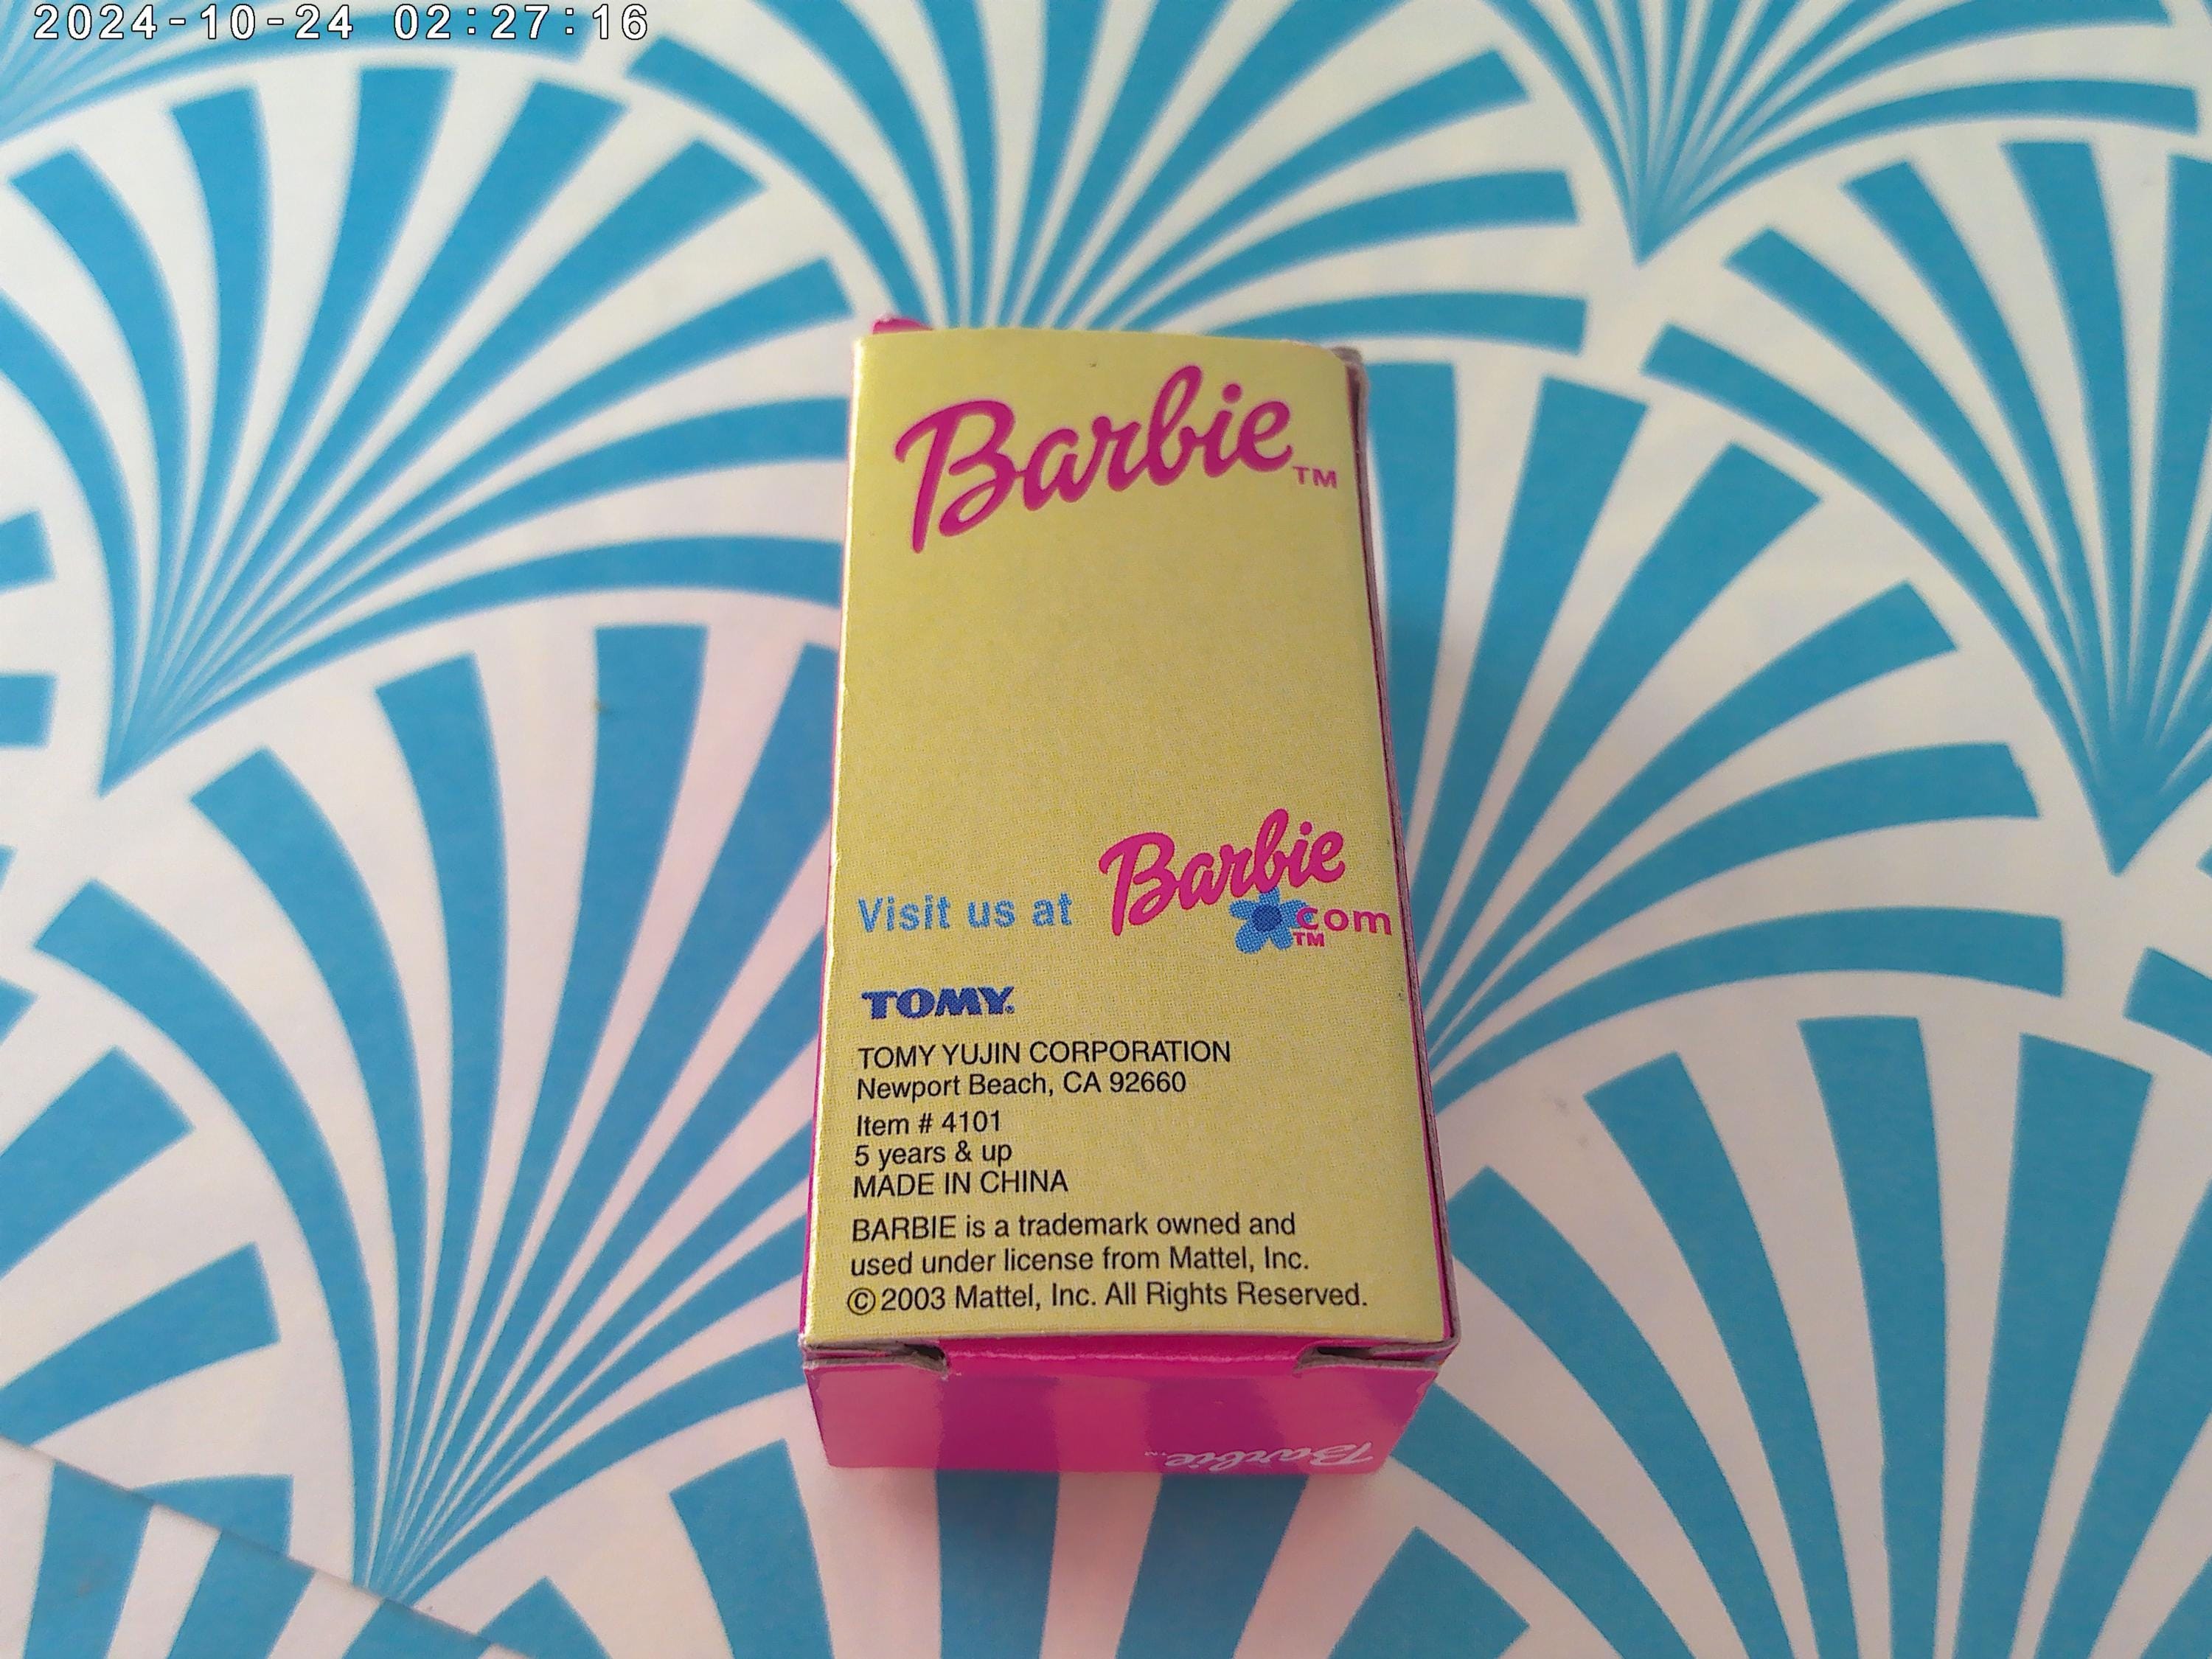 2024-10-24 02:27:16
Barbie™
Visit us at Barbie.com™
TOMY.
TOMY YUJIN CORPORATION
Newport Beach, CA 92660
Item # 4101
5 years & up
MADE IN CHINA
BARBIE is a trademark owned and
used under license from Mattel, Inc.
©2003 Mattel, Inc. All Rights Reserved.
Barbie™